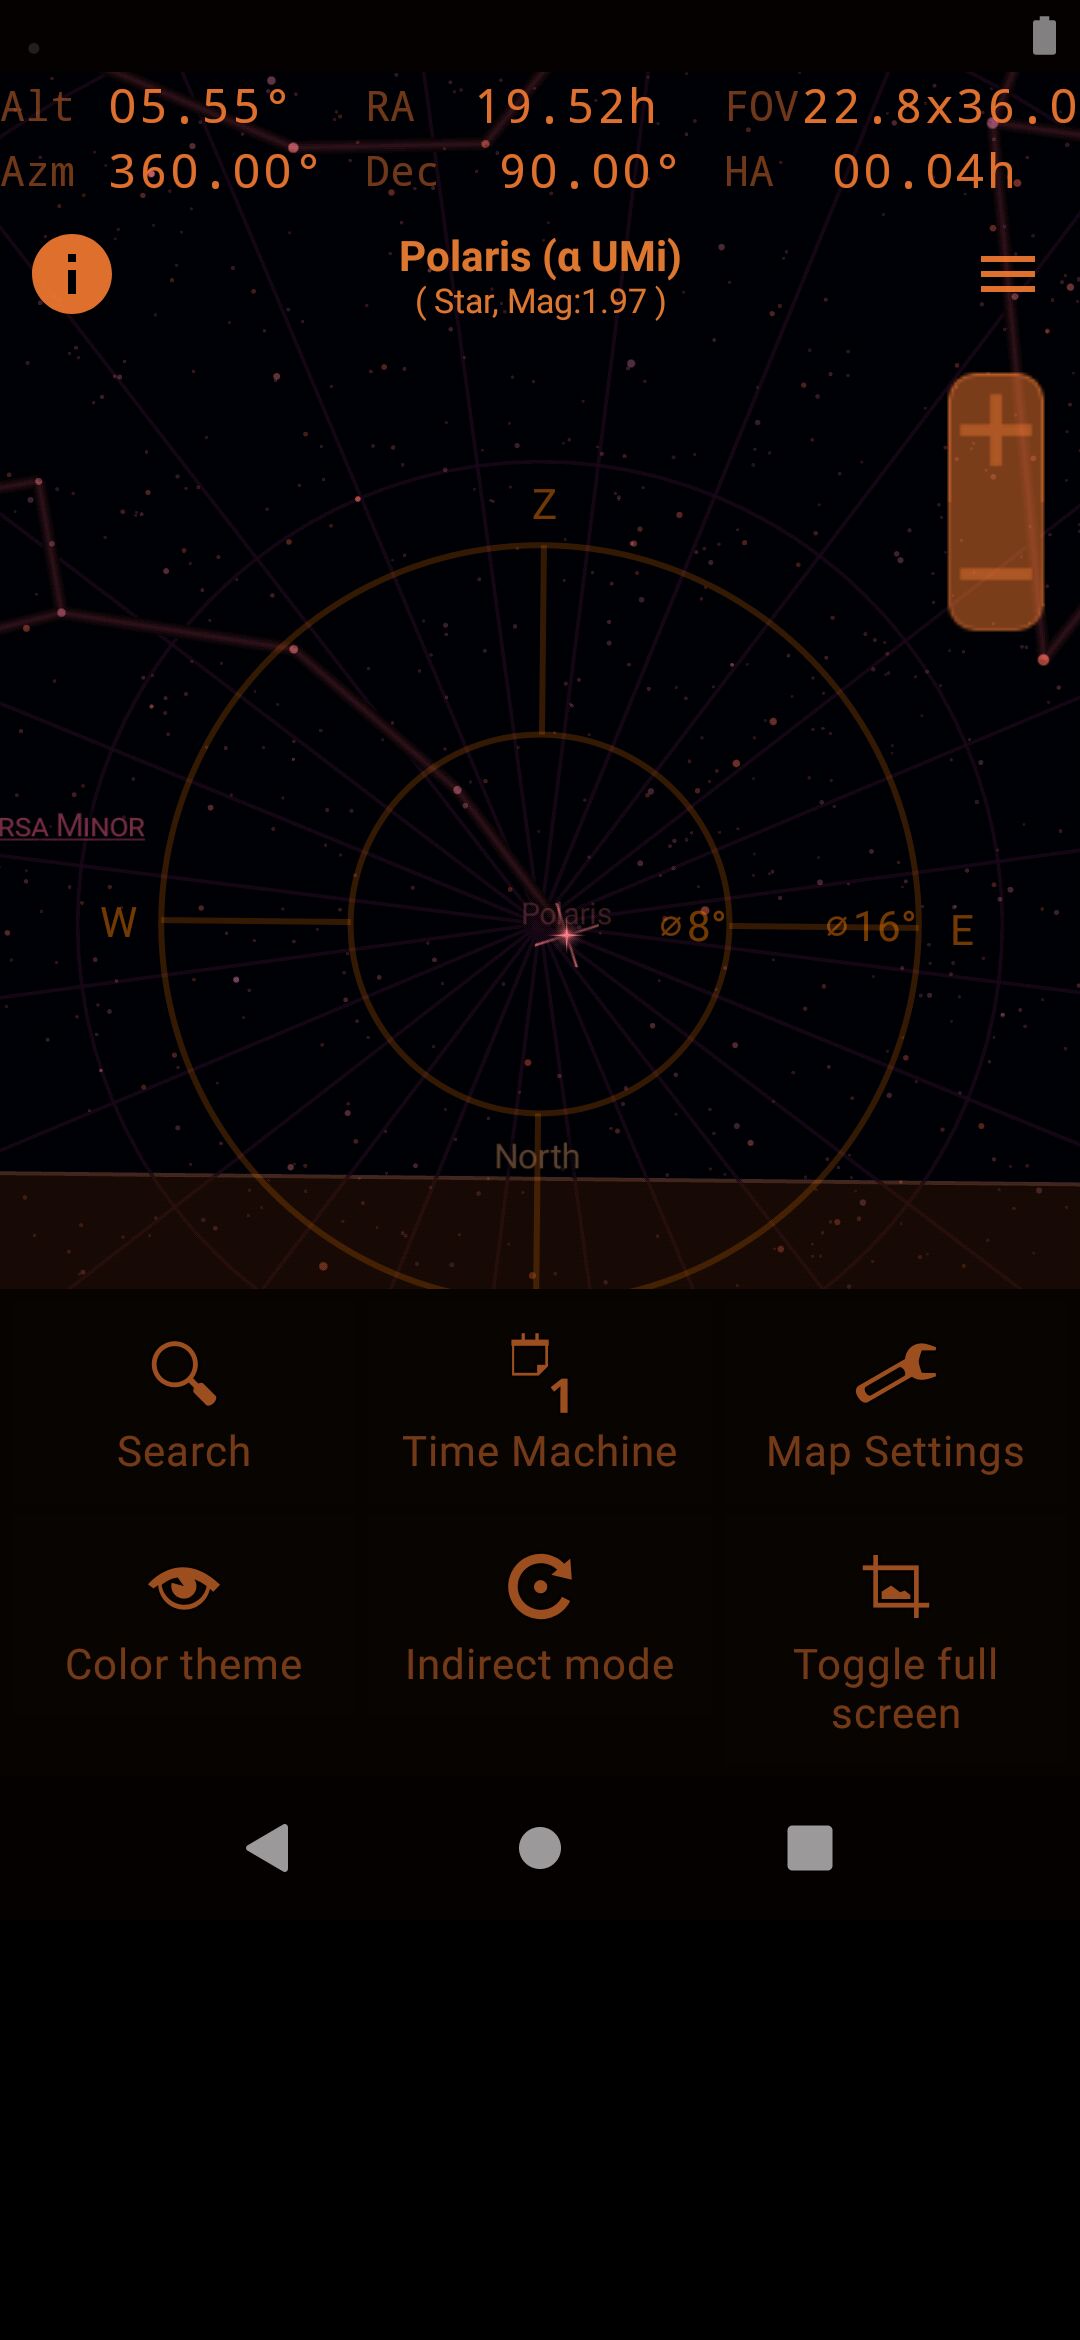 Alt 05.55° RA 19.52h FOV 22.8x36.0
Azm 360.00° Dec 90.00° HA 00.04h
Polaris (α UMi)
( Star, Mag:1.97 )
Z
RSA MINOR
Polaris
W ⌀8° ⌀16° E
North
Search Time Machine Map Settings
Color theme Indirect mode Toggle full
screen